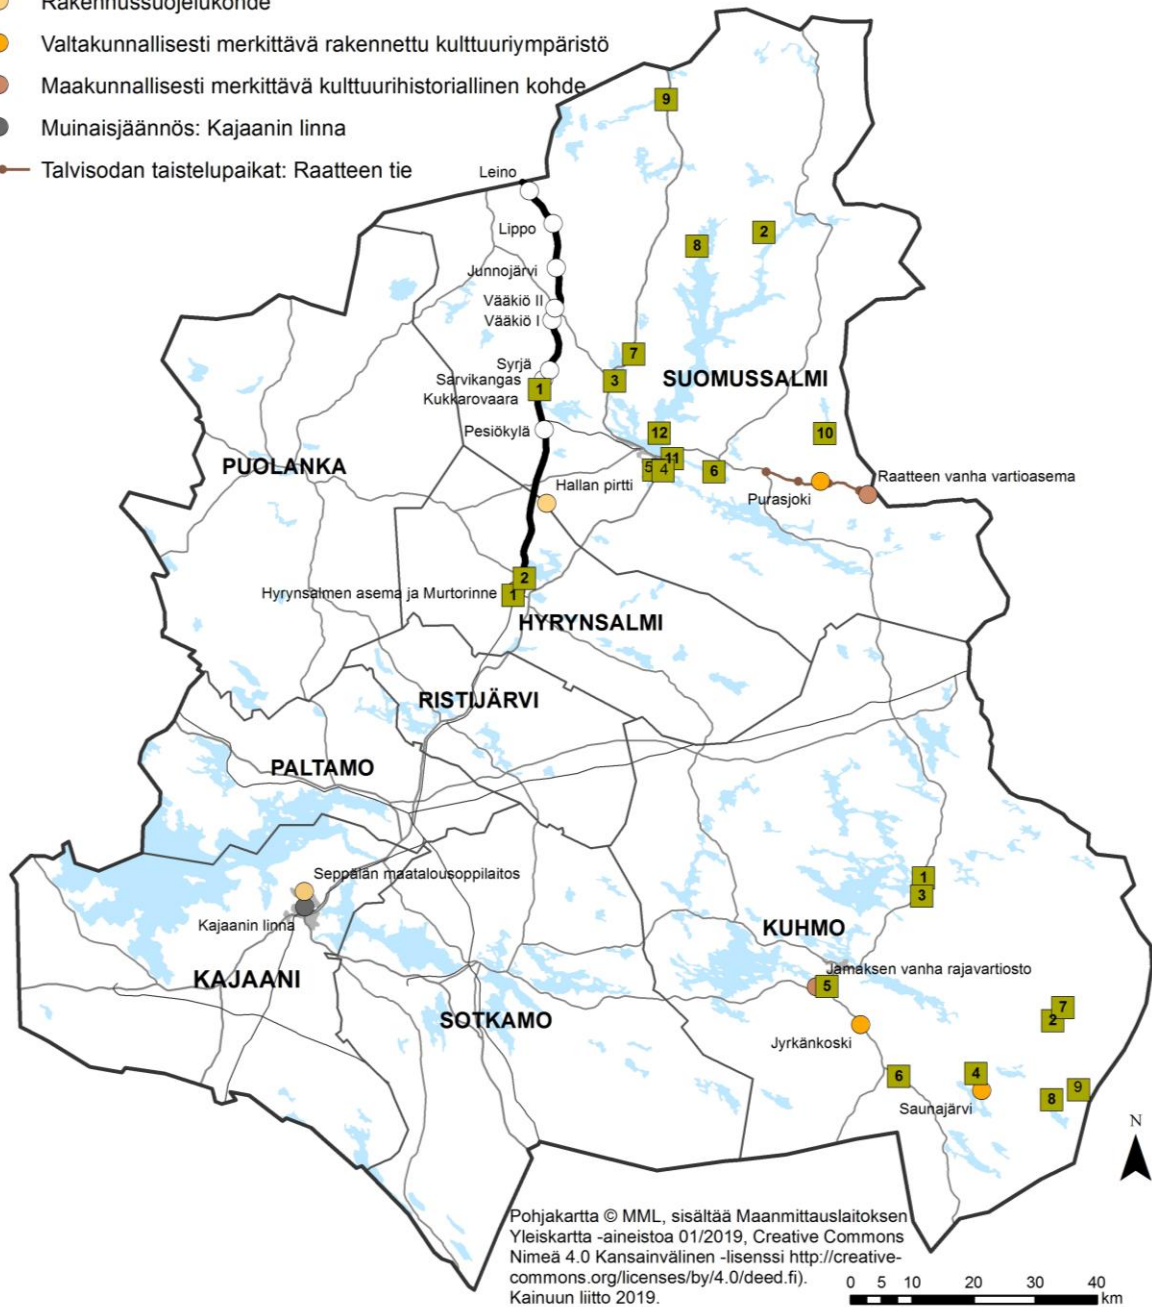 Rakennussuojelukohde
Valtakunnallisesti merkittävä rakennettu kulttuuriympäristö
Maakunnallisesti merkittävä kulttuurihistoriallinen kohde
Muinaisjäännös: Kajaanin linna
Talvisodan taistelupaikat: Raatteen tie
9
Leino
Lippo
2
8
Junnojärvi
Vääkiö II
Vääkiö I
7
Syrjä
Sarvikangas
3
SUOMUSSALMI
1
Kukkarovaara
Pesiökylä
12
10
PUOLANKA
11
5
4
6
Raatteen vanha vartioasema
Hallan pirtti
Purasjoki
2
Hyrynsalmen asema ja Murtorinne
1
HYRYNSALMI
RISTIJÄRVI
PALTAMO
Seppälän maatalousoppilaitos
1
3
Kajaanin linna
KUHMO
Jämäksen vanha rajavartiosto
KAJAANI
5
7
SOTKAMO
2
Jyrkänkoski
6
4
9
Saunajärvi
8
N
Pohjakartta © MML, sisältää Maanmittauslaitoksen
Yleiskartta -aineistoa 01/2019, Creative Commons
Nimeä 4.0 Kansainvälinen -lisenssi http://creative-
commons.org/licenses/by/4.0/deed.fi).
Kainuun liitto 2019.
0 5 10 20 30 40
km